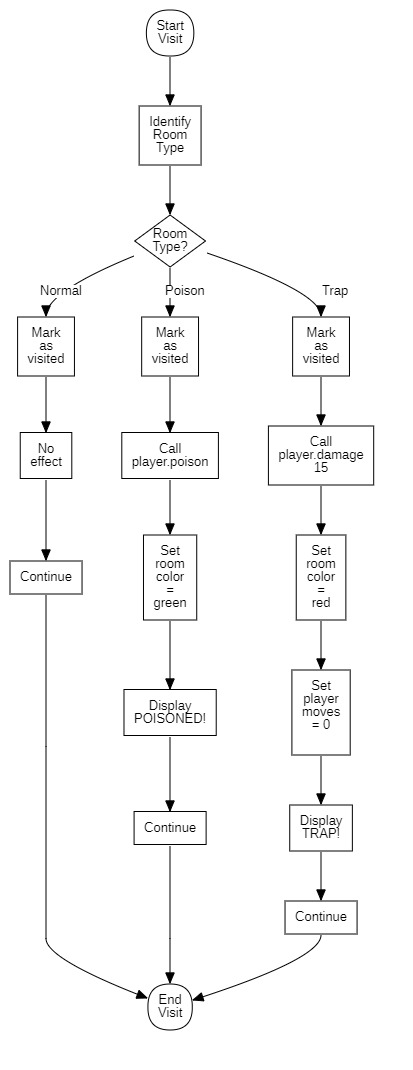 Start
Visit
Identify
Room
Type
Room
Type?
Normal
Poison
Trap
Mark
as
visited
Mark
as
visited
Mark
as
visited
No
effect
Call
player.poison
Call
player.damage
15
Continue
Set
room
color
=
green
Set
room
color
=
red
Display
POISONED!
Set
player
moves
= 0
Continue
Display
TRAP!
Continue
End
Visit